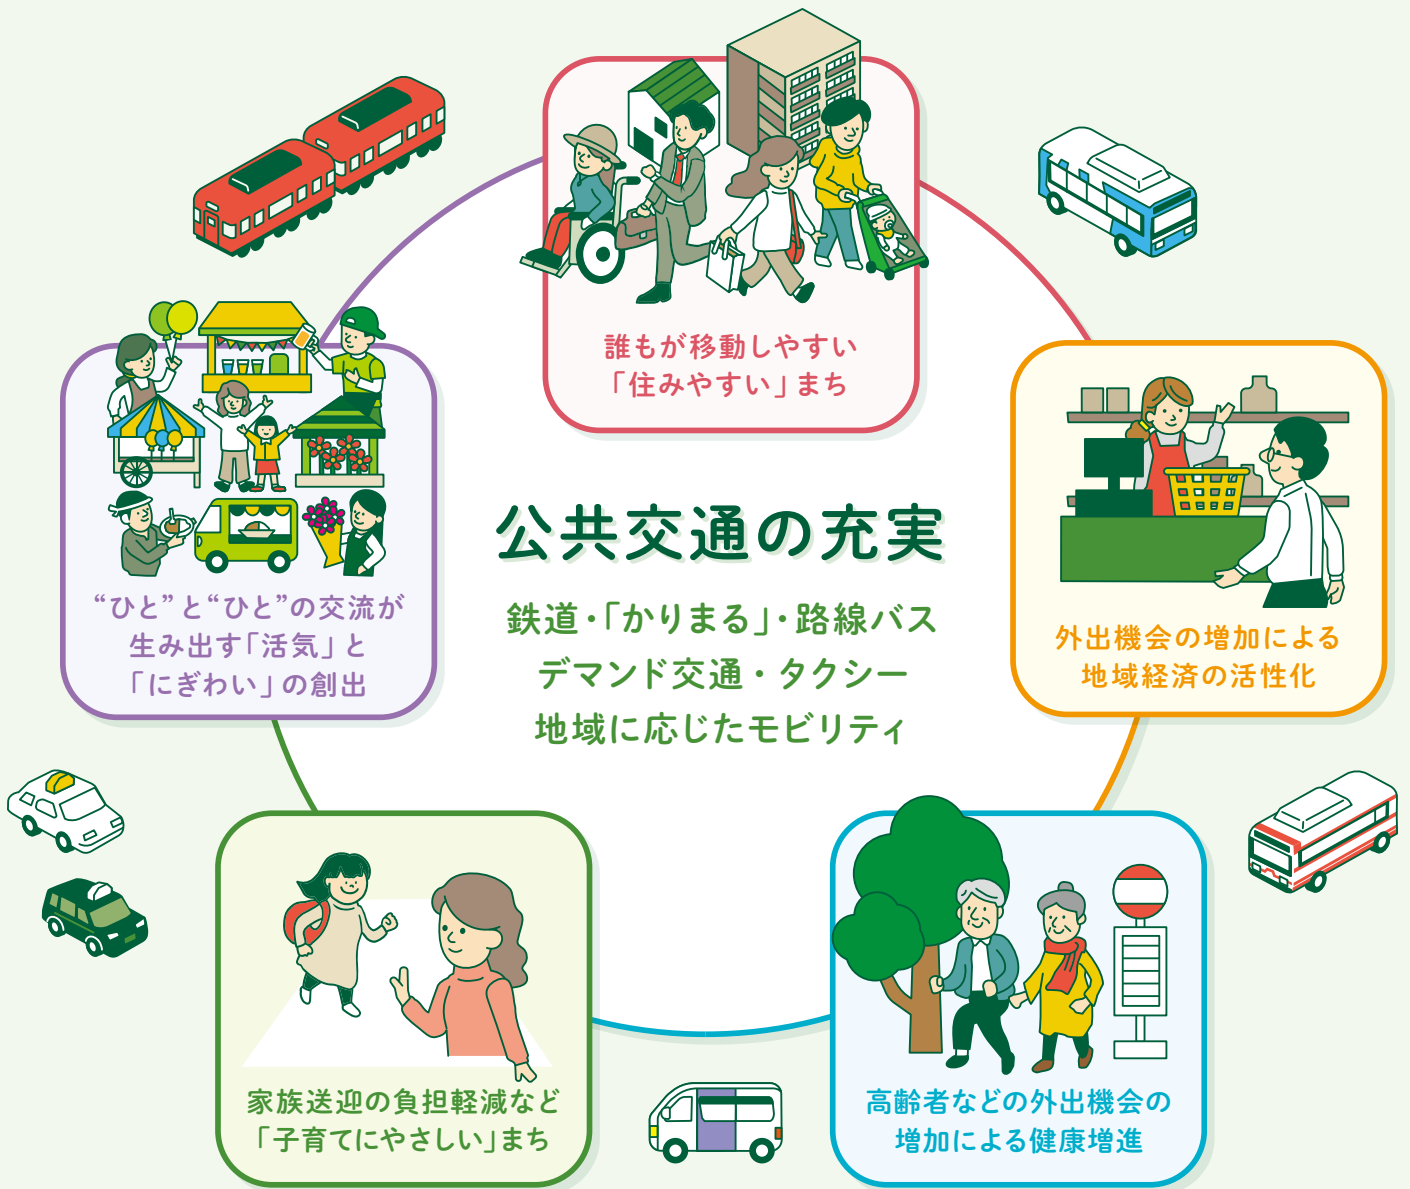 誰もが移動しやすい
「住みやすい」まち
“ひと”と“ひと”の交流が
生み出す「活気」と
「にぎわい」の創出
公共交通の充実
鉄道・「かりまる」・路線バス
デマンド交通・タクシー
地域に応じたモビリティ
外出機会の増加による
地域経済の活性化
家族送迎の負担軽減など
「子育てにやさしい」まち
高齢者などの外出機会の
増加による健康増進